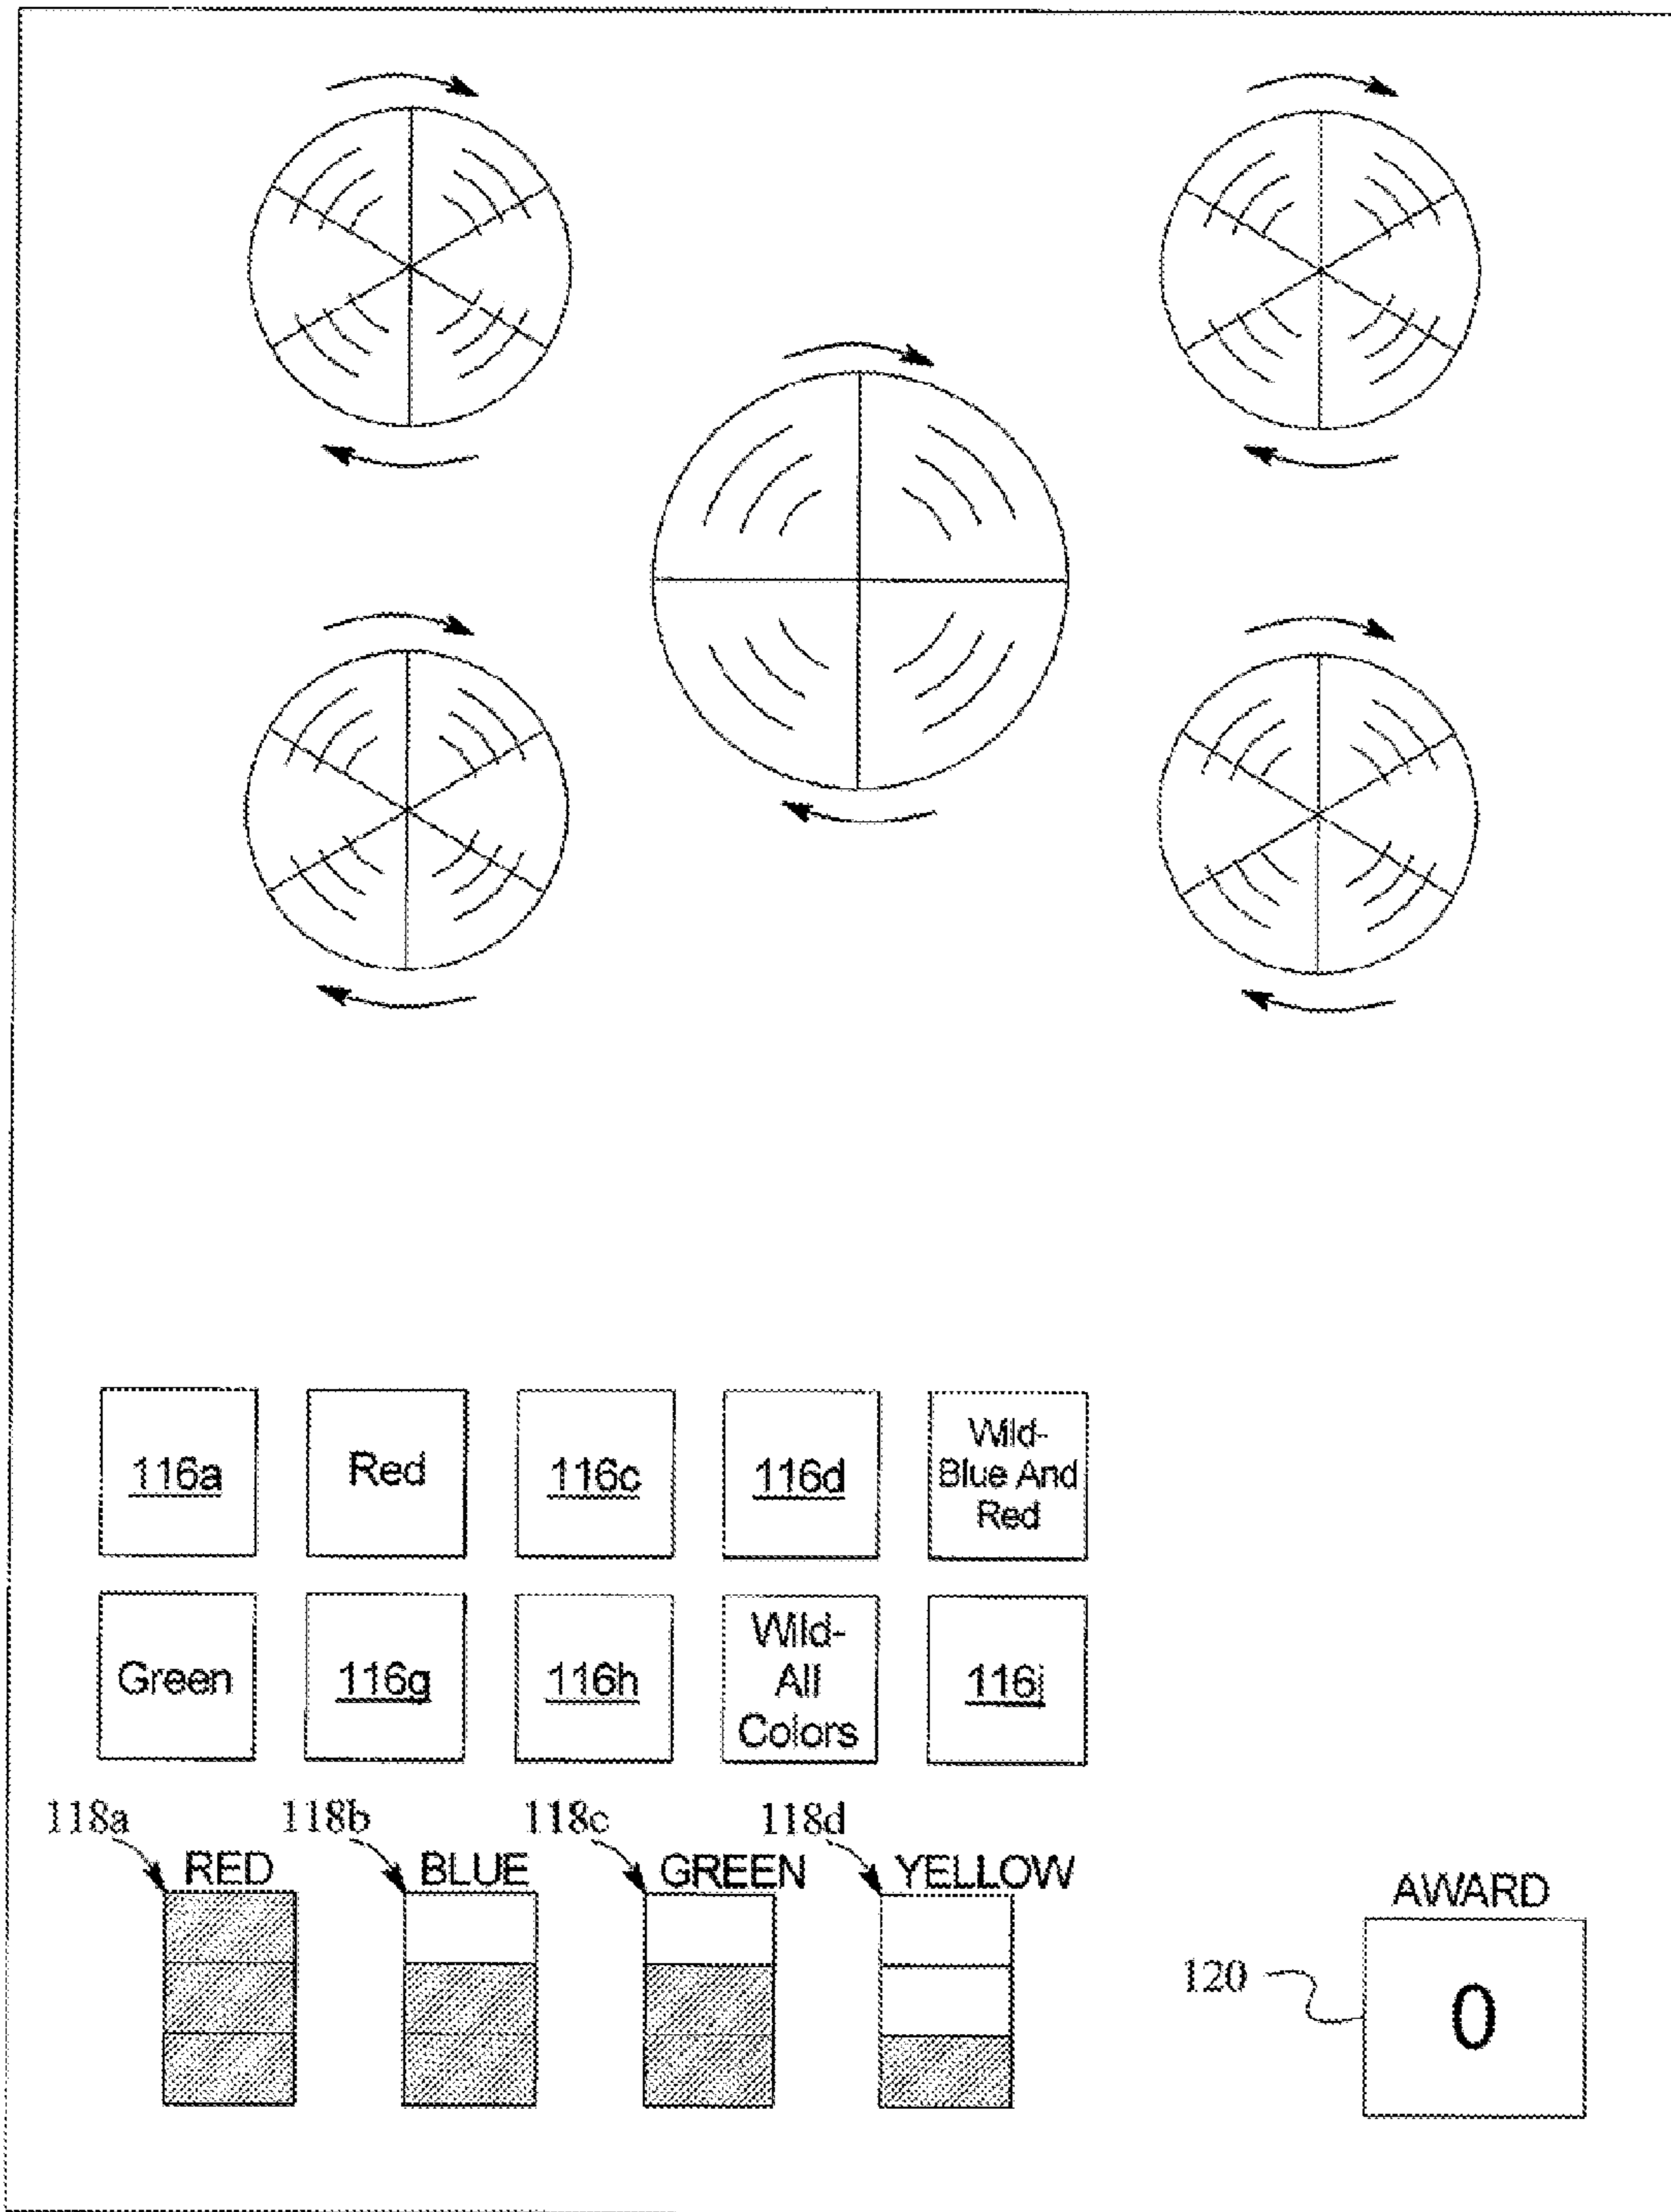 116a
Red
116c
116d
Wild-
Blue And
Red
Green
116g
116h
Wild-
All
Colors
116j
118a
118b
118c
118d
RED
BLUE
GREEN
YELLOW
AWARD
120
0